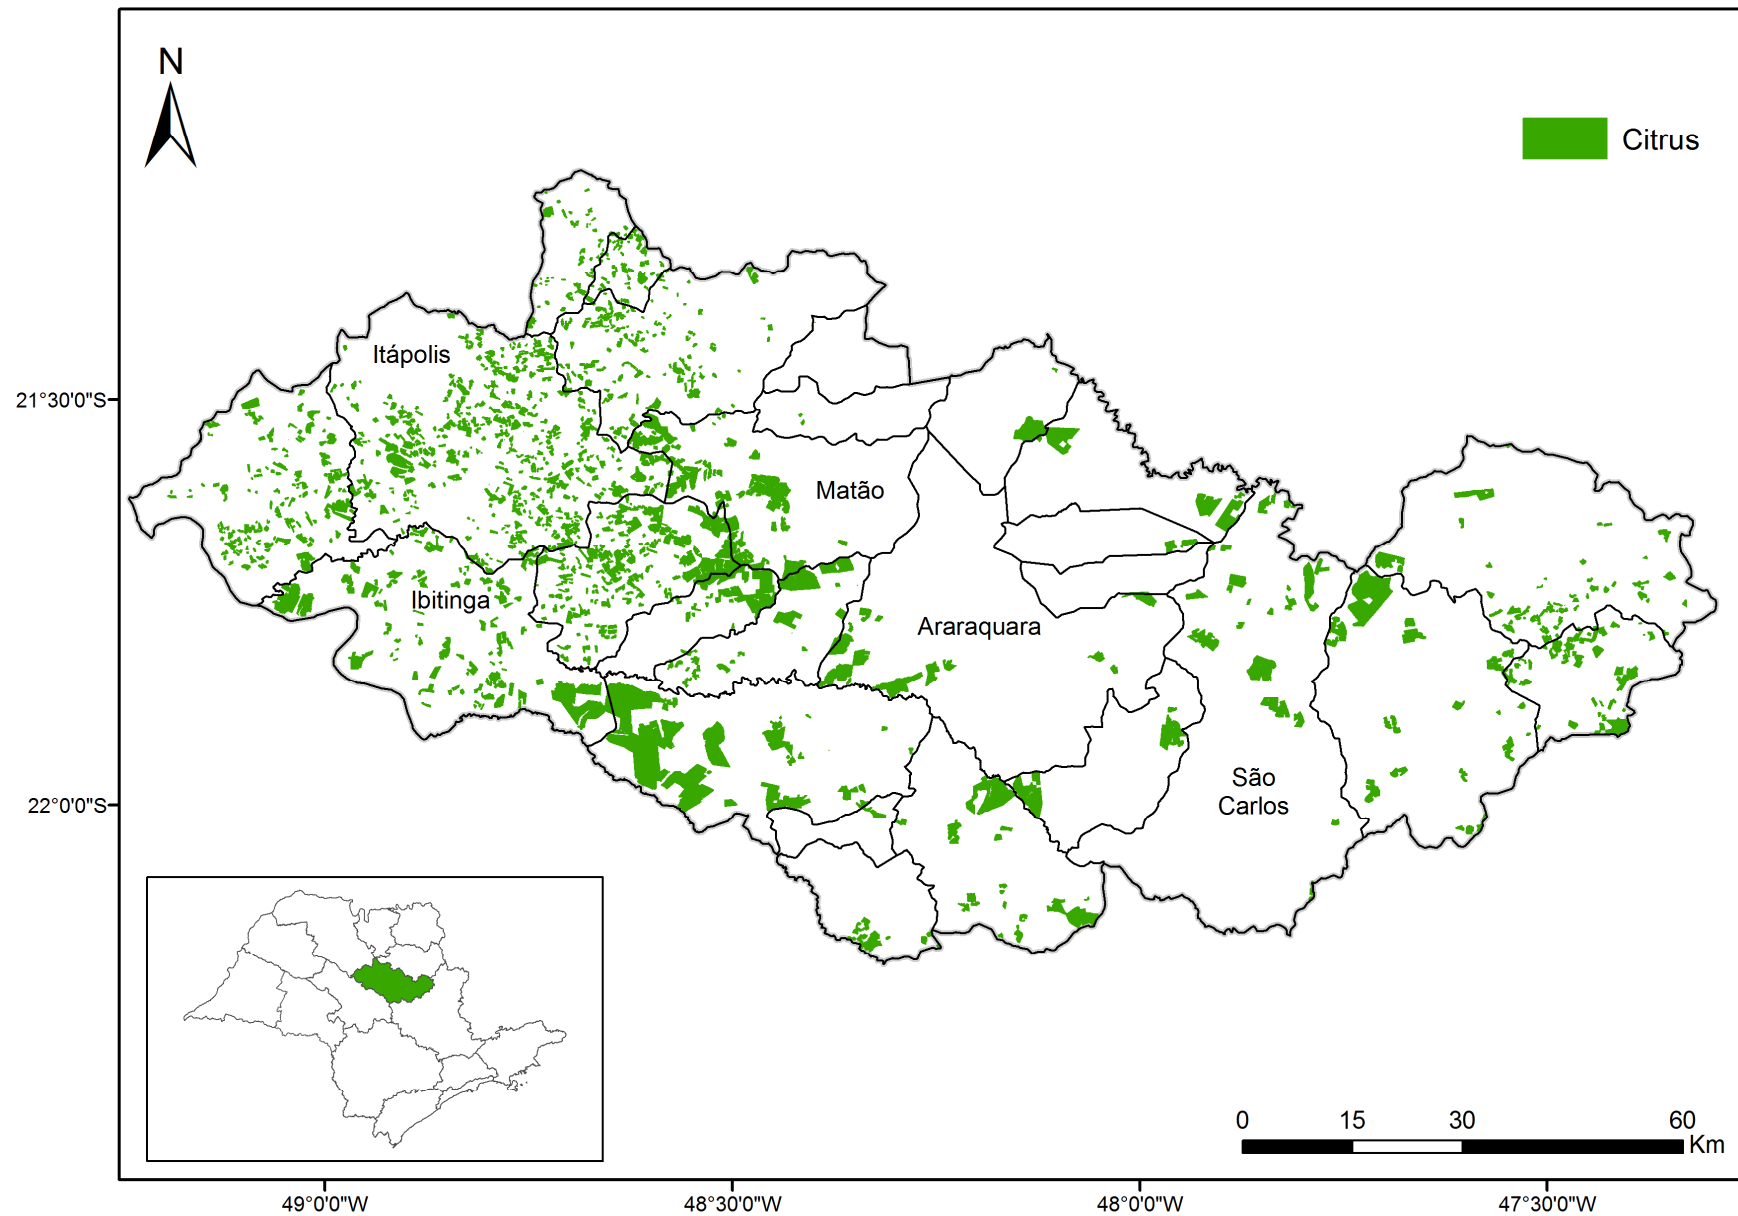 N
Citrus
Itápolis
21°30'0"S
Matão
Ibitinga
Araraquara
São
Carlos
22°0'0"S
0 15 30 60
Km
49°0'0"W 48°30'0"W 48°0'0"W 47°30'0"W